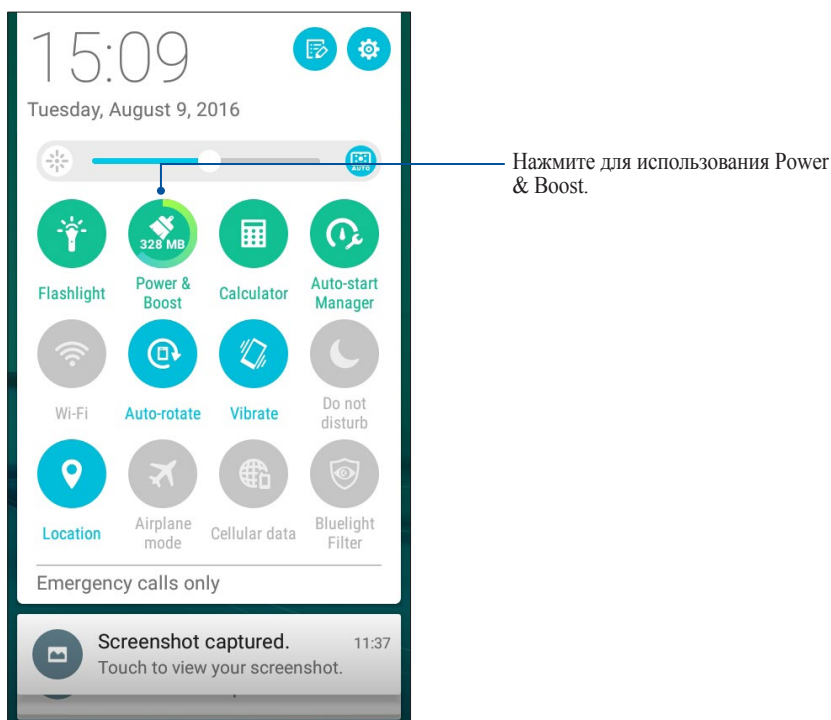 15:09
Tuesday, August 9, 2016
AUTO
Нажмите для использования Power
& Boost.
328 MB
Flashlight
Power &
Boost
Calculator
Auto-start
Manager
Wi-Fi
Auto-rotate
Vibrate
Do not
disturb
Location
Airplane
mode
Cellular data
Bluelight
Filter
Emergency calls only
Screenshot captured.
11:37
Touch to view your screenshot.